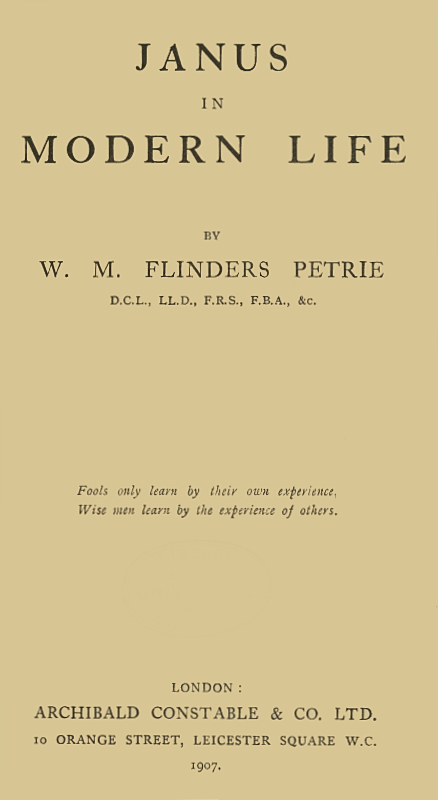 JANUS
IN
MODERN LIFE
BY
W. M. FLINDERS PETRIE
D.C.L., LL.D., F.R.S., F.B.A., &c.
Fools only learn by their own experience,
Wise men learn by the experience of others.
LONDON :
ARCHIBALD CONSTABLE & CO. LTD.
10 ORANGE STREET, LEICESTER SQUARE W.C.
1907.